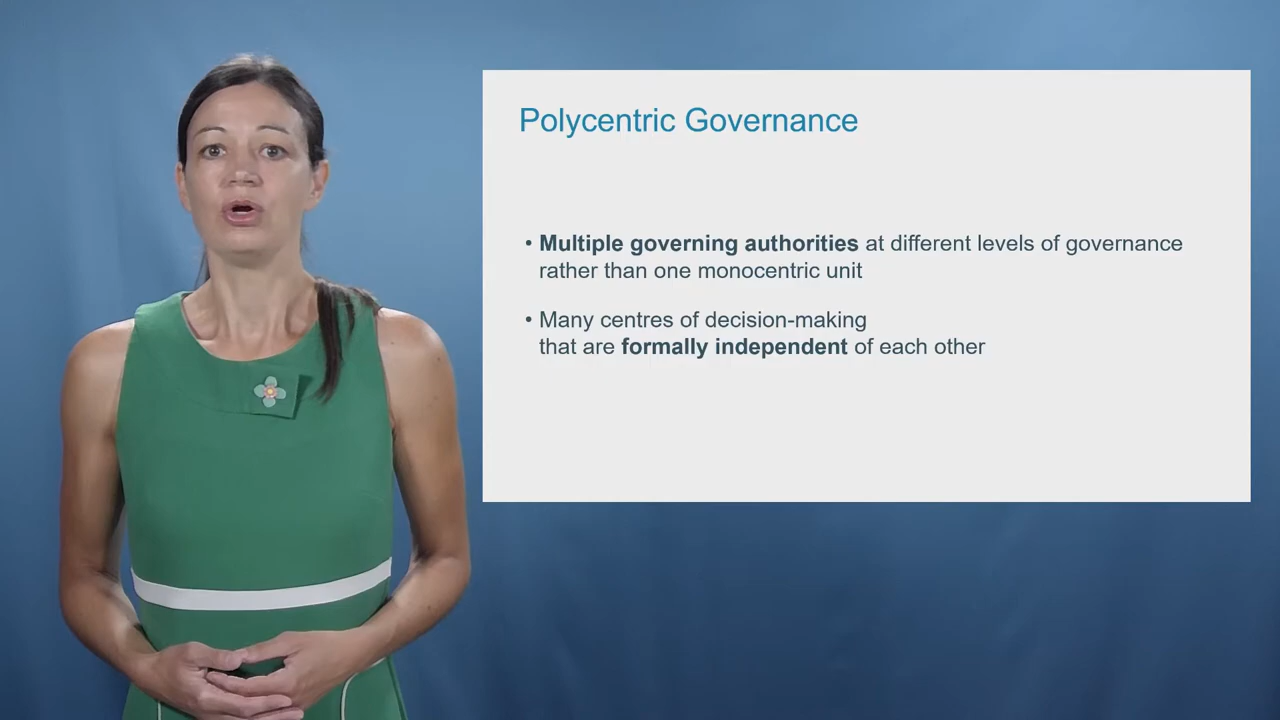 Polycentric Governance
• Multiple governing authorities at different levels of governance
rather than one monocentric unit
• Many centres of decision-making
that are formally independent of each other